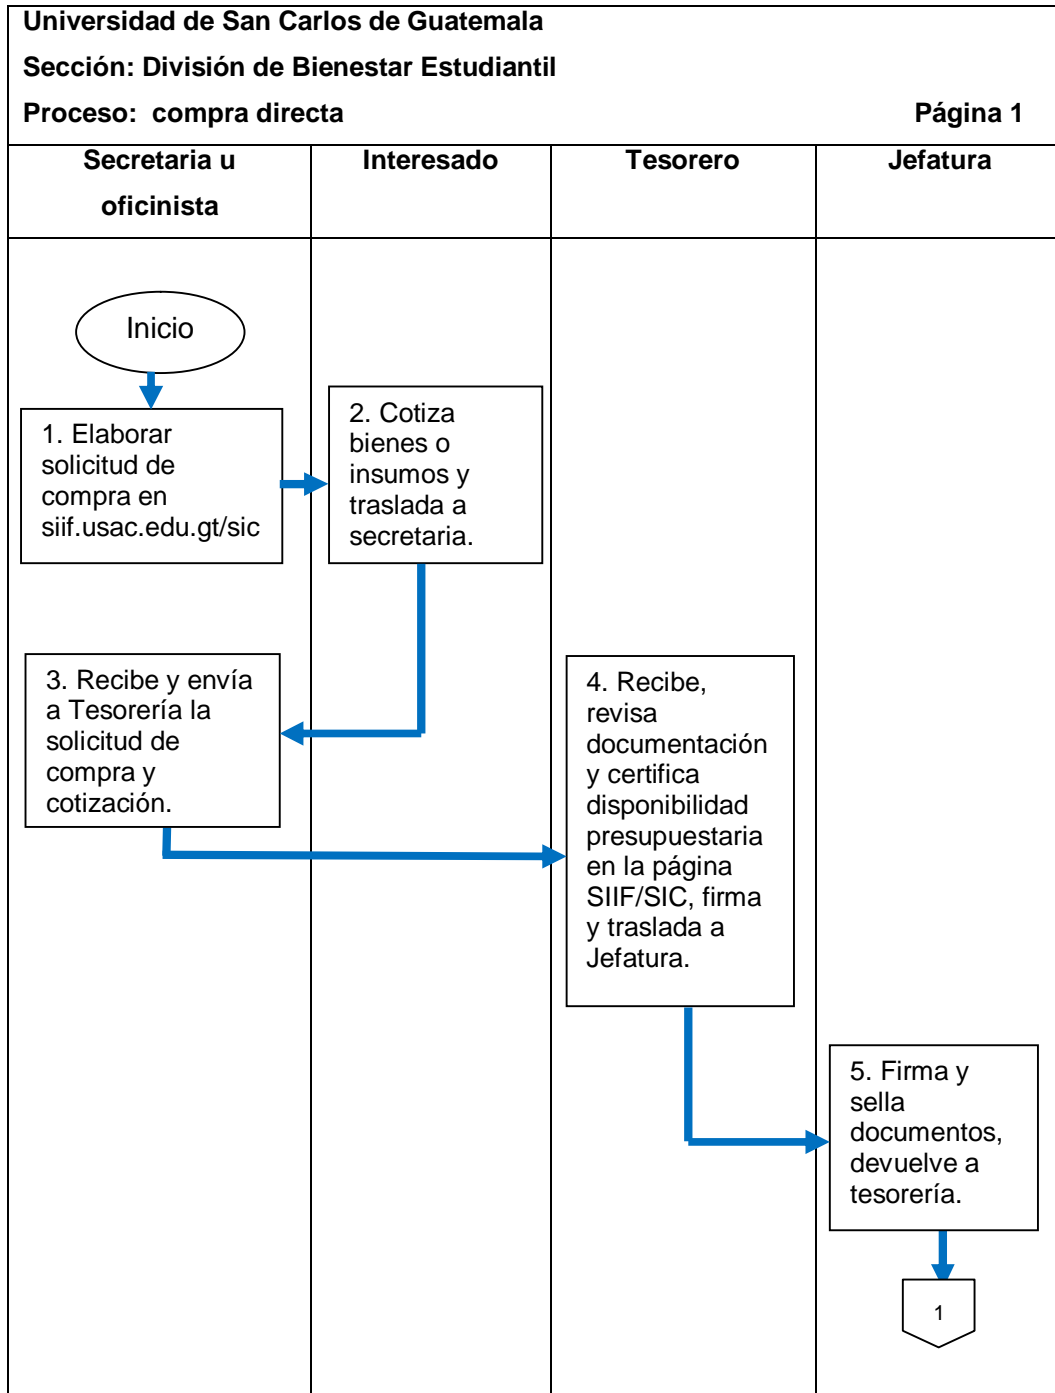 Universidad de San Carlos de Guatemala
Sección: División de Bienestar Estudiantil
Proceso:  compra directa Página 1
Secretaria u
oficinista
Interesado
Tesorero
Jefatura
Inicio
1. Elaborar
solicitud de
compra en
siif.usac.edu.gt/sic
2. Cotiza
bienes o
insumos y
traslada a
secretaria.
3. Recibe y envía
a Tesorería la
solicitud de
compra y
cotización.
4. Recibe,
revisa
documentación
y certifica
disponibilidad
presupuestaria
en la página
SIIF/SIC, firma
y traslada a
Jefatura.
5. Firma y
sella
documentos,
devuelve a
tesorería.
1